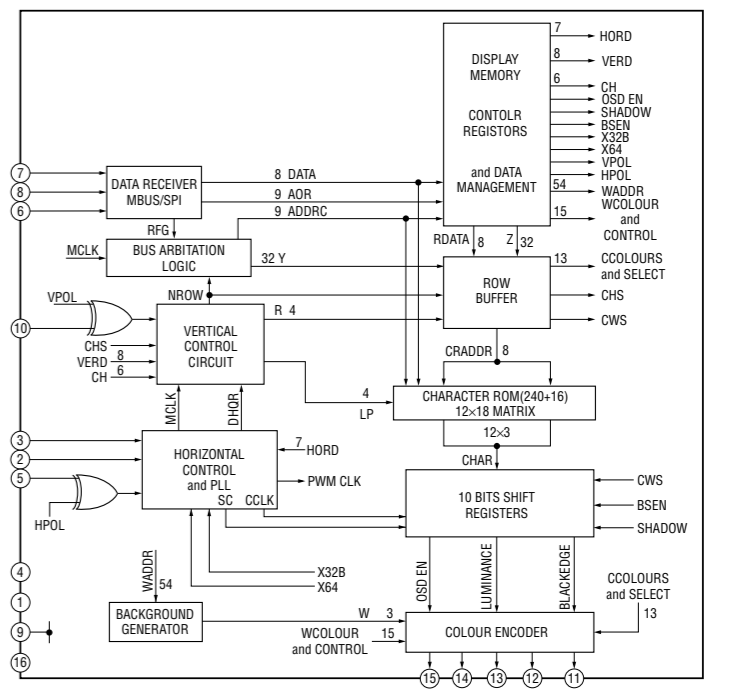 7
HORD
8
VERD
6
CH
OSD EN
SHADOW
BSEN
X32B
X64
VPOL
HPOL
54
WADDR
15
WCOLOUR
and
CONTROL
DISPLAY
MEMORY
CONTOLR
REGISTORS
and DATA
MANAGEMENT
7
8
6
DATA RECEIVER
MBUS/SPI
8 DATA
9 AOR
9 ADDRC
RFG
RDATA
8
Z
32
MCLK
BUS ARBITATION
LOGIC
32 Y
ROW
BUFFER
13
CCOLOURS
and SELECT
CHS
CWS
NROW
R 4
VPOL
10
VERTICAL
CONTROL
CIRCUIT
CHS
VERD
8
CH
6
CRADDR
8
4
LP
CHARACTER ROM(240+16)
12×18 MATRIX
MCLK
DHQR
12×3
CHAR
3
2
5
HPOL
HORIZONTAL
CONTROL
and PLL
SC
CCLK
7
HORD
PWM CLK
10 BITS SHIFT
REGISTERS
CWS
BSEN
SHADOW
X32B
X64
OSD EN
LUMINANCE
BLACKEDGE
4
1
9
16
WADDR
54
BACKGROUND
GENERATOR
W
3
WCOLOUR
and CONTROL
15
COLOUR ENCODER
CCOLOURS
and SELECT
13
15
14
13
12
11